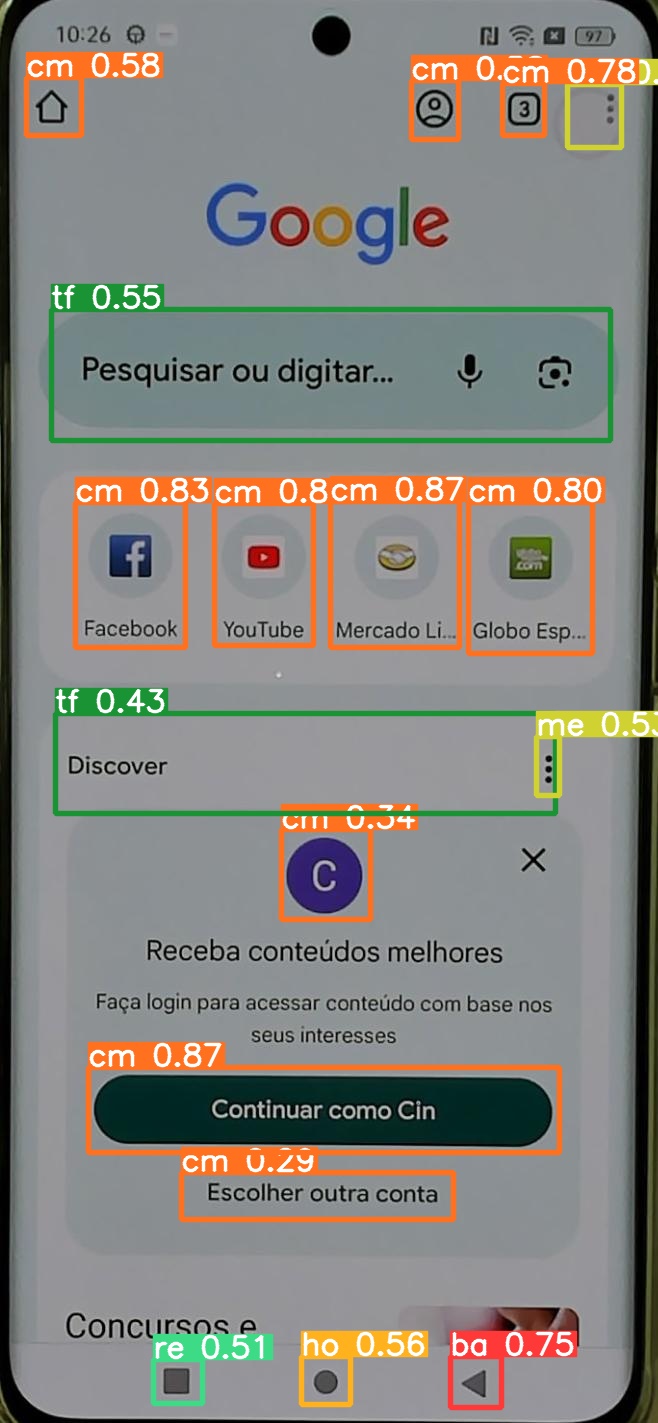 10:26
97
cm 0.58
cm 0.
cm 0.78
3
Google
tf 0.55
Pesquisar ou digitar...
cm 0.83
cm 0.8
cm 0.87
cm 0.80
f
globo
.com
Facebook
YouTube
Mercado Li...
Globo Esp...
tf 0.43
me 0.53
Discover
cm 0.34
C
Receba conteúdos melhores
Faça login para acessar conteúdo com base nos
seus interesses
cm 0.87
Continuar como Cin
cm 0.29
Escolher outra conta
Concursos e
re 0.51
ho 0.56
ba 0.75